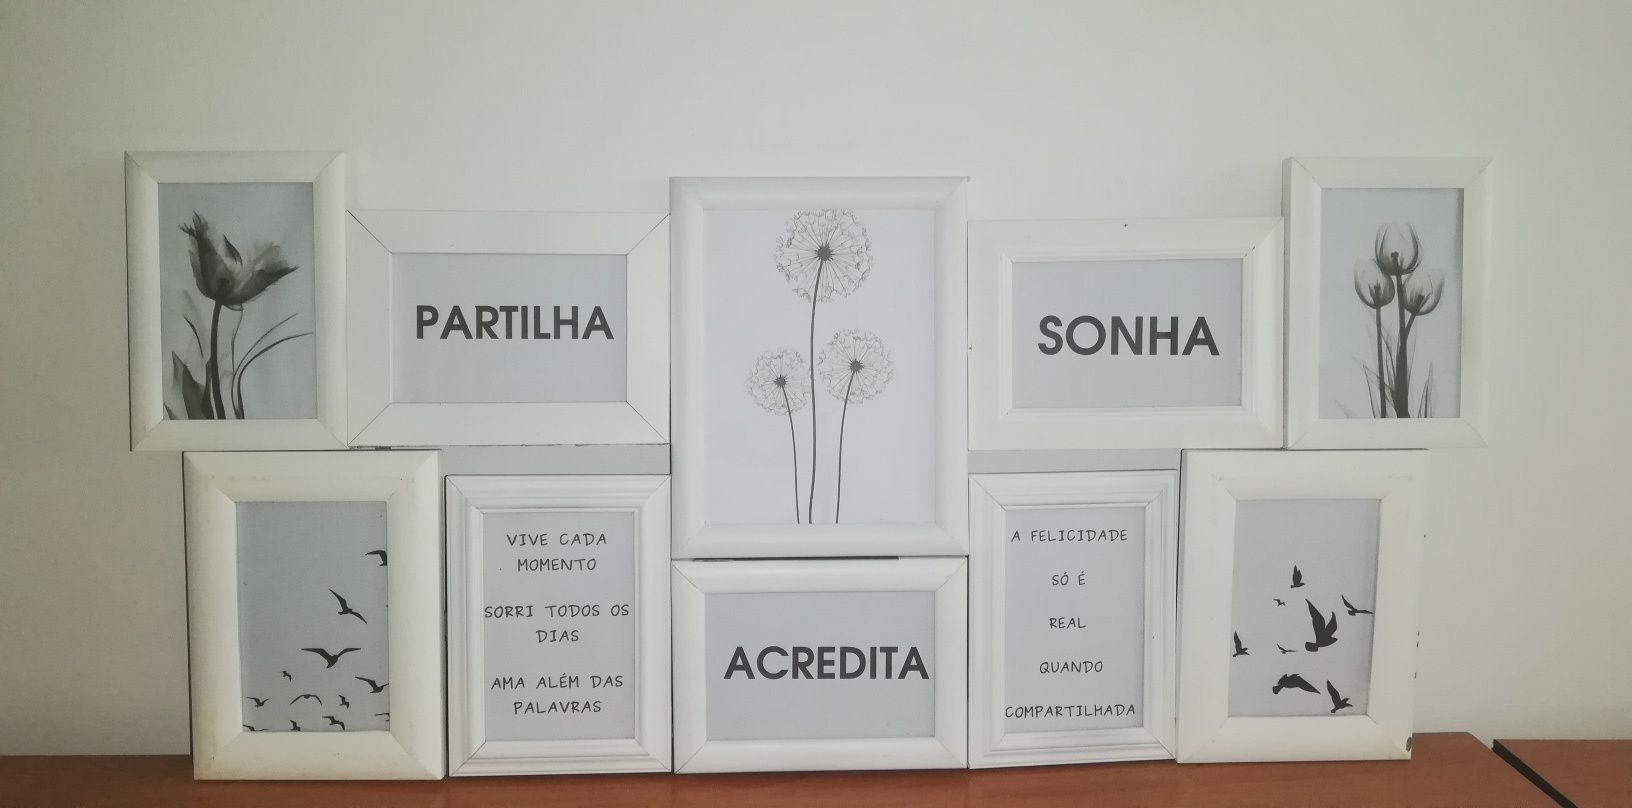 PARTILHA
SONHA
VIVE CADA
MOMENTO
SORRI TODOS OS
DIAS
AMA ALÉM DAS
PALAVRAS
ACREDITA
A FELICIDADE
SÓ É
REAL
QUANDO
COMPARTILHADA